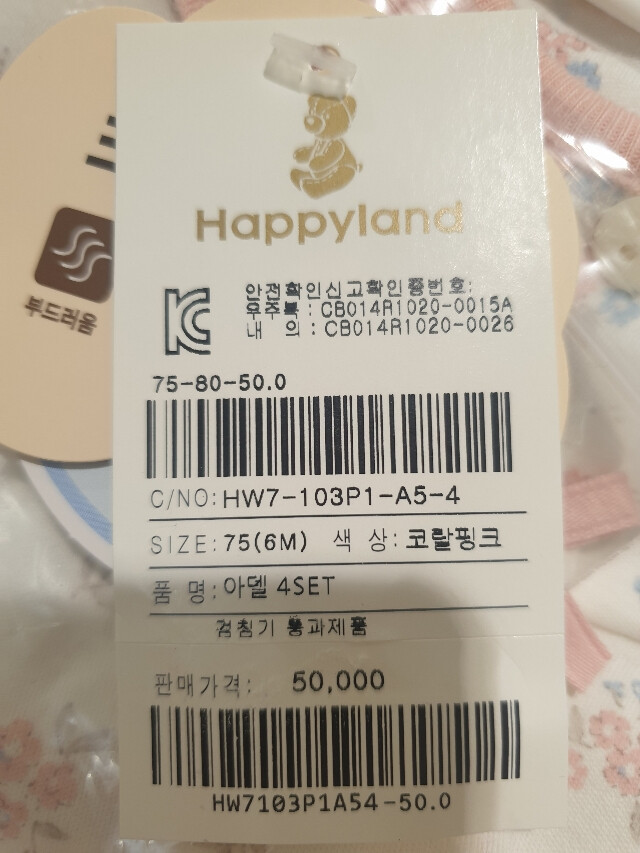 Happyland
부드러움
안전확인신고확인증번호:
우주복 : CB014R1020-0015A
내 의 : CB014R1020-0026
75-80-50.0
C/NO: HW7-103P1-A5-4
SIZE: 75(6M) 색 상: 코랄핑크
품 명: 아델 4SET
검침기 통과제품
판매가격: 50,000
HW7103P1A54-50.0